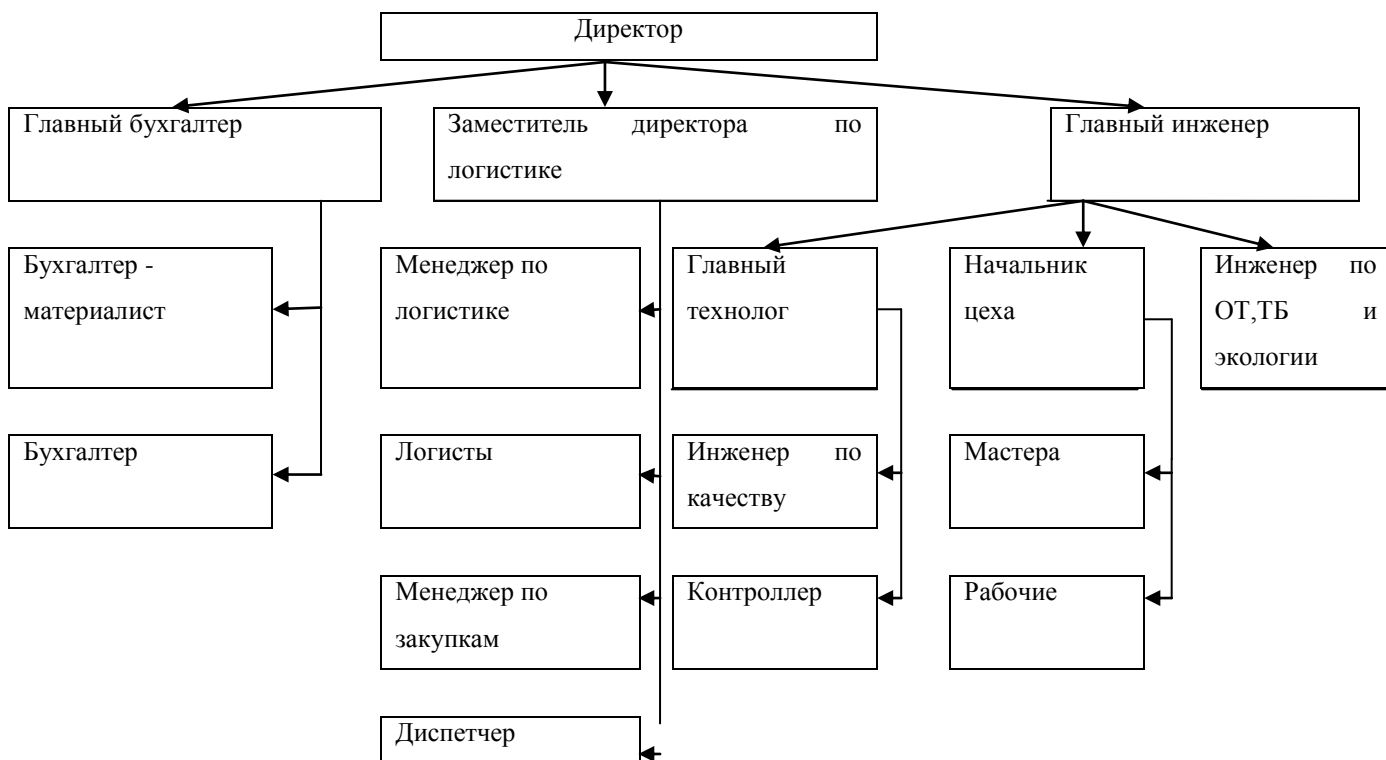 Директор
Главный бухгалтер
Заместитель директора по
логистике
Главный инженер
Бухгалтер -
материалист
Менеджер по
логистике
Главный
технолог
Начальник
цеха
Инженер по
ОТ,ТБ и
экологии
Бухгалтер
Логисты
Инженер по
качеству
Мастера
Менеджер по
закупкам
Контроллер
Рабочие
Диспетчер